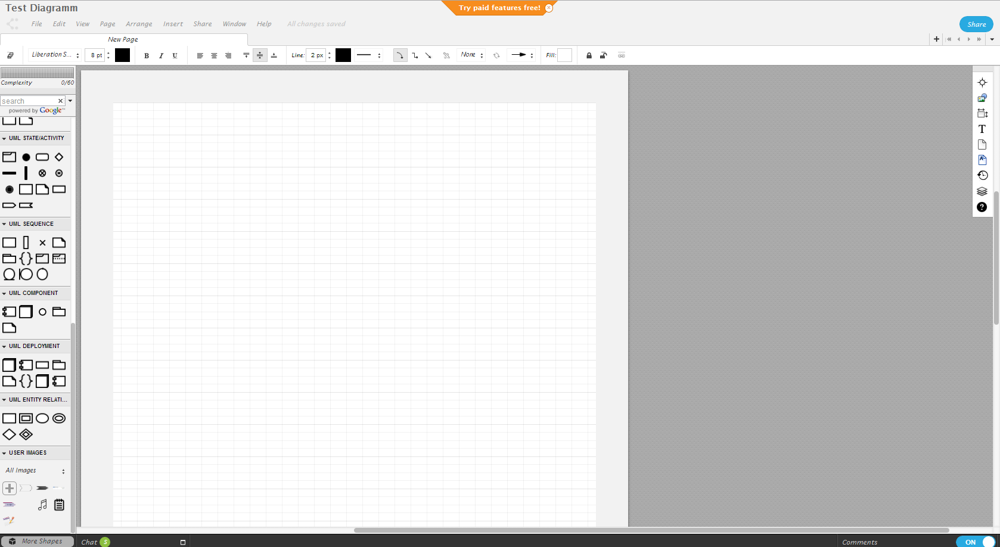 Test Diagramm
Try paid features free!
File Edit View Page Arrange Insert Share Window Help All changes saved
Share
New Page
Liberation S... 8 pt B I U Line: 2 px None Fill:
Complexity 0/60
search
powered by Google™
UML STATE/ACTIVITY
UML SEQUENCE
UML COMPONENT
UML DEPLOYMENT
UML ENTITY RELATI...
USER IMAGES
All Images
More Shapes
Chat S
Comments
ON